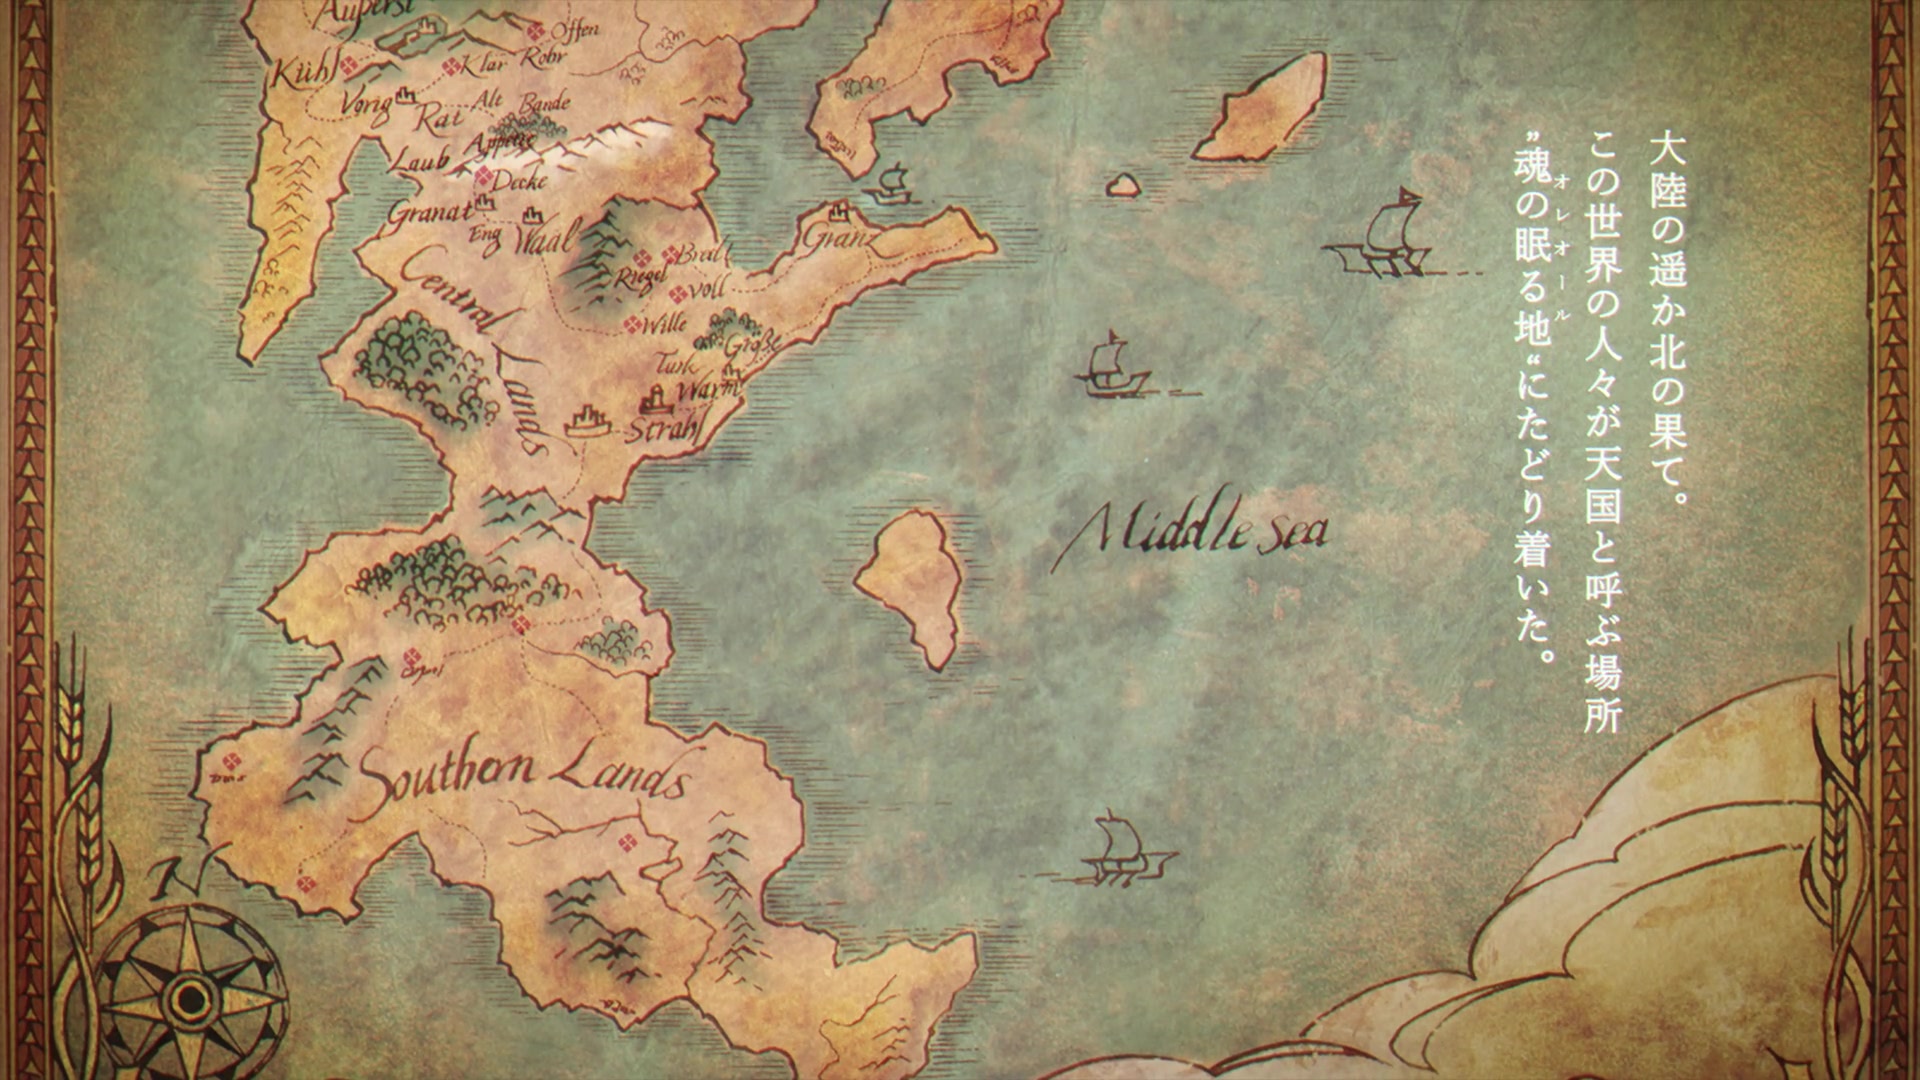 大陸の遥か北の果て。
この世界の人々が天国と呼ぶ場所
〝魂の眠る地〟にたどり着いた。
オレオール
Offen
Kühl
Klar
Rohr
Vorig
Alt
Bande
Rat
Appetit
Laub
Decke
Granat
Eng
Waal
Granz
Riegel
Breitt
Voll
Wille
Große
Turk
Warm
Strahl
Central Lands
Middle Sea
Southern Lands